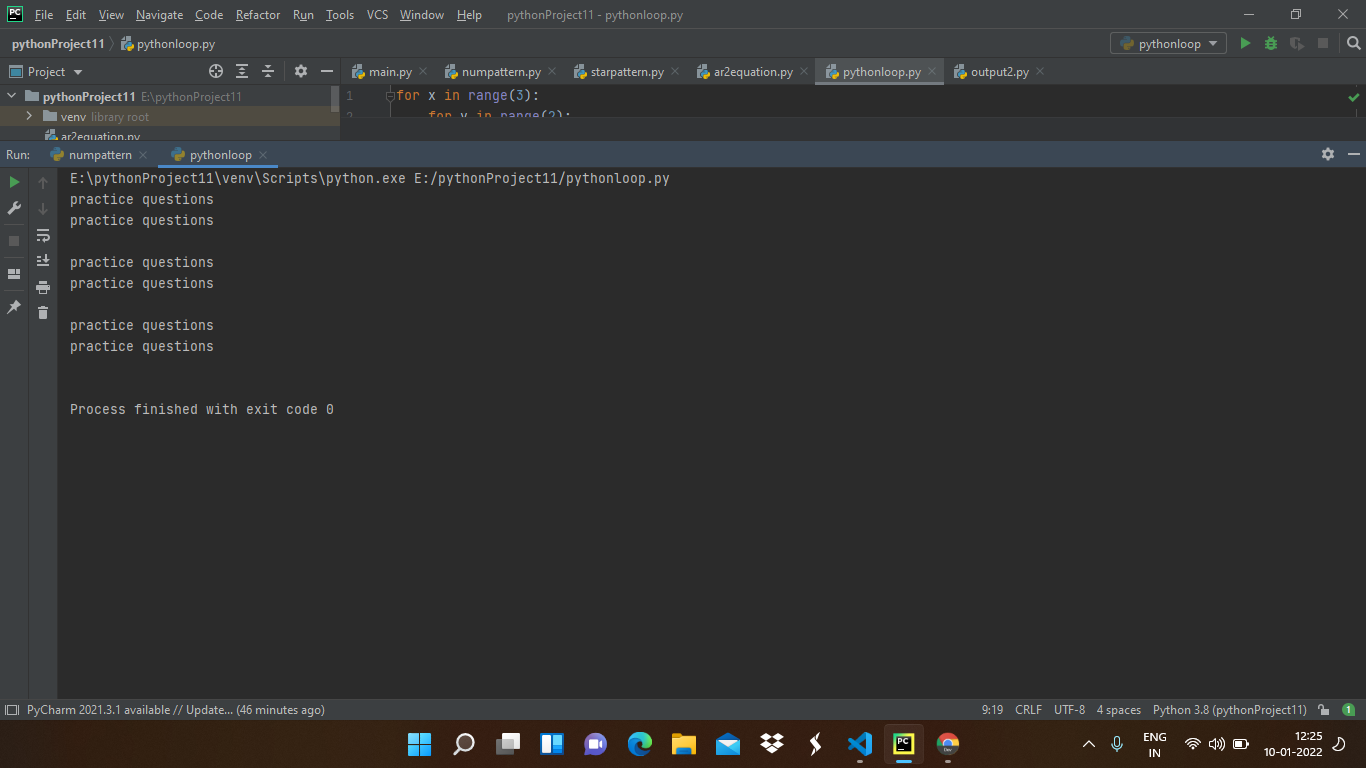 PC File Edit View Navigate Code Refactor Run Tools VCS Window Help pythonProject11 - pythonloop.py
pythonProject11 pythonloop.py pythonloop
Project main.py numpattern.py starpattern.py ar2equation.py pythonloop.py output2.py
pythonProject11 E:\pythonProject11
venv library root
ar2equation.py
1 for x in range(3):
2 for y in range(2):
Run: numpattern pythonloop
E:\pythonProject11\venv\Scripts\python.exe E:/pythonProject11/pythonloop.py
practice questions
practice questions
practice questions
practice questions
practice questions
practice questions
Process finished with exit code 0
PyCharm 2021.3.1 available // Update... (46 minutes ago) 9:19 CRLF UTF-8 4 spaces Python 3.8 (pythonProject11) 1
PC Dev ENG 12:25
IN 10-01-2022